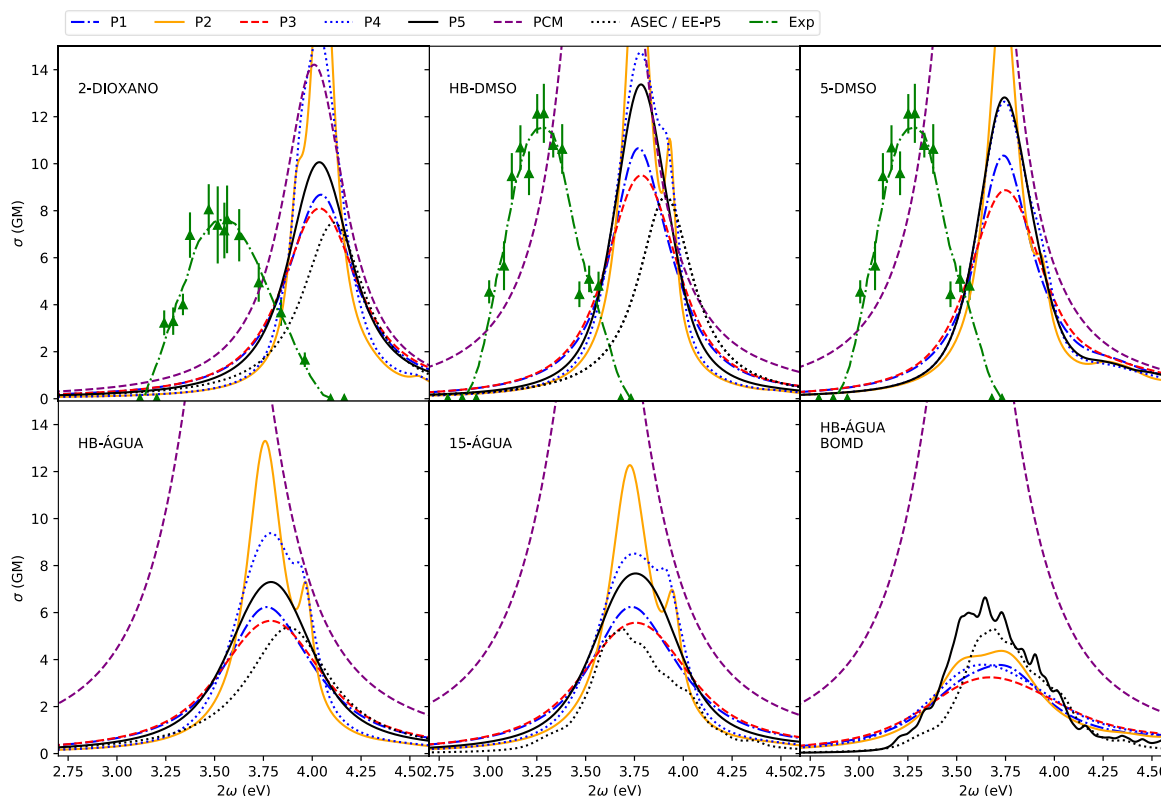 P1 P2 P3 P4 P5 PCM ASEC / EE-P5 Exp
2-DIOXANO
HB-DMSO
5-DMSO
14
12
10
8
6
4
2
0
σ (GM)
HB-ÁGUA
15-ÁGUA
HB-ÁGUA
BOMD
14
12
10
8
6
4
2
0
σ (GM)
2.75 3.00 3.25 3.50 3.75 4.00 4.25 4.50
2.75 3.00 3.25 3.50 3.75 4.00 4.25 4.50
2.75 3.00 3.25 3.50 3.75 4.00 4.25 4.50
2ω (eV)
2ω (eV)
2ω (eV)